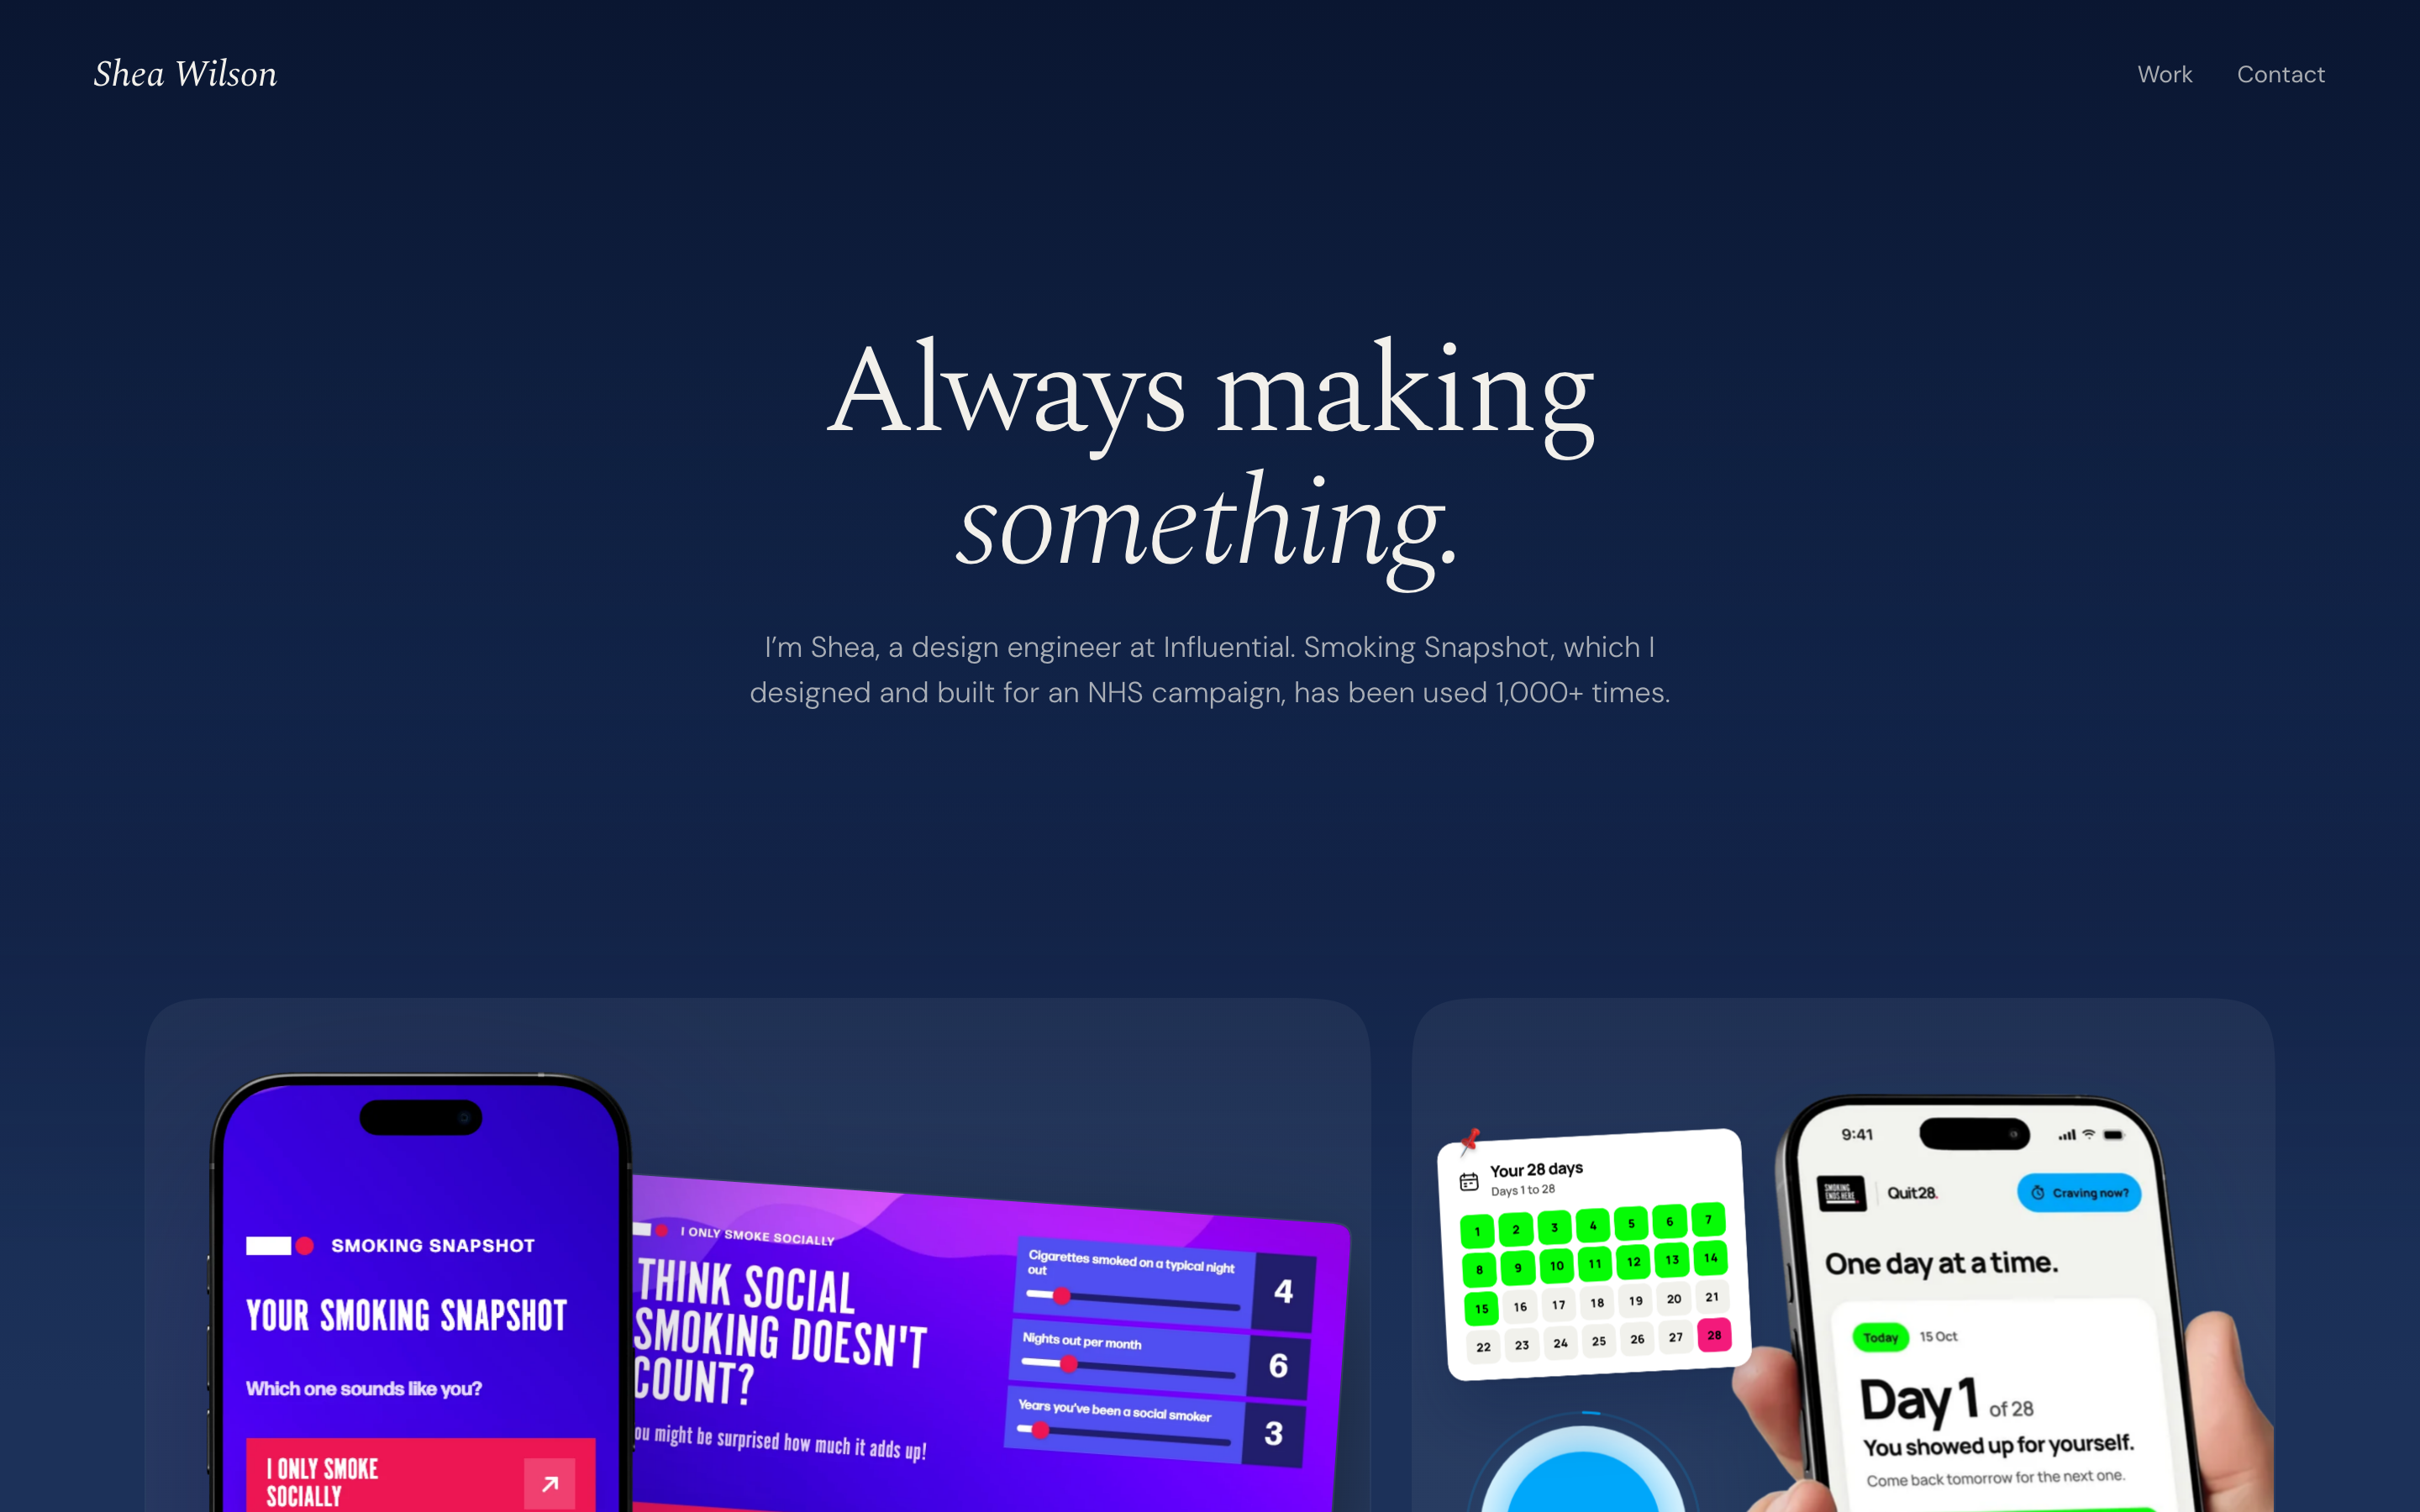 Shea Wilson
Work
Contact
Always making
something.
I’m Shea, a design engineer at Influential. Smoking Snapshot, which I
designed and built for an NHS campaign, has been used 1,000+ times.
SMOKING SNAPSHOT
YOUR SMOKING SNAPSHOT
Which one sounds like you?
I ONLY SMOKE
SOCIALLY
I ONLY SMOKE SOCIALLY
THINK SOCIAL
SMOKING DOESN'T
COUNT?
ou might be surprised how much it adds up!
Cigarettes smoked on a typical night
out
4
Nights out per month
6
Years you've been a social smoker
3
Your 28 days
Days 1 to 28
1 2 3 4 5 6 7
8 9 10 11 12 13 14
15 16 17 18 19 20 21
22 23 24 25 26 27 28
9:41
SMOKING
ENDS HERE
Quit28.
Craving now?
One day at a time.
Today
15 Oct
Day 1 of 28
You showed up for yourself.
Come back tomorrow for the next one.